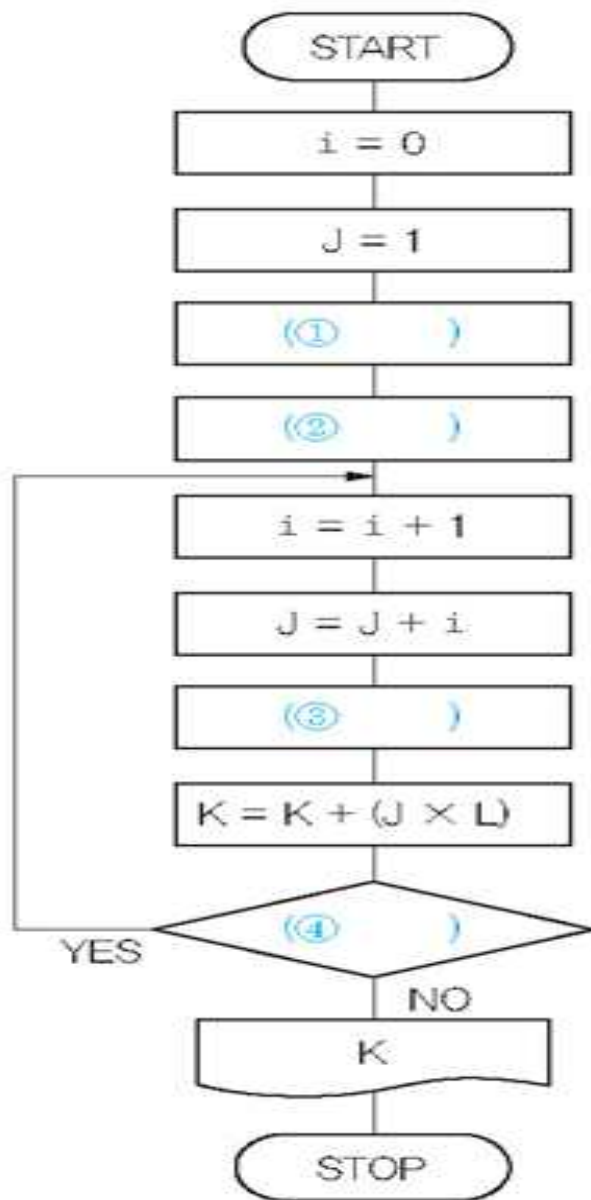 START
i = 0
J = 1
(① )
(② )
i = i + 1
J = J + i
(③ )
K = K + (J × L)
(④ )
YES
NO
K
STOP